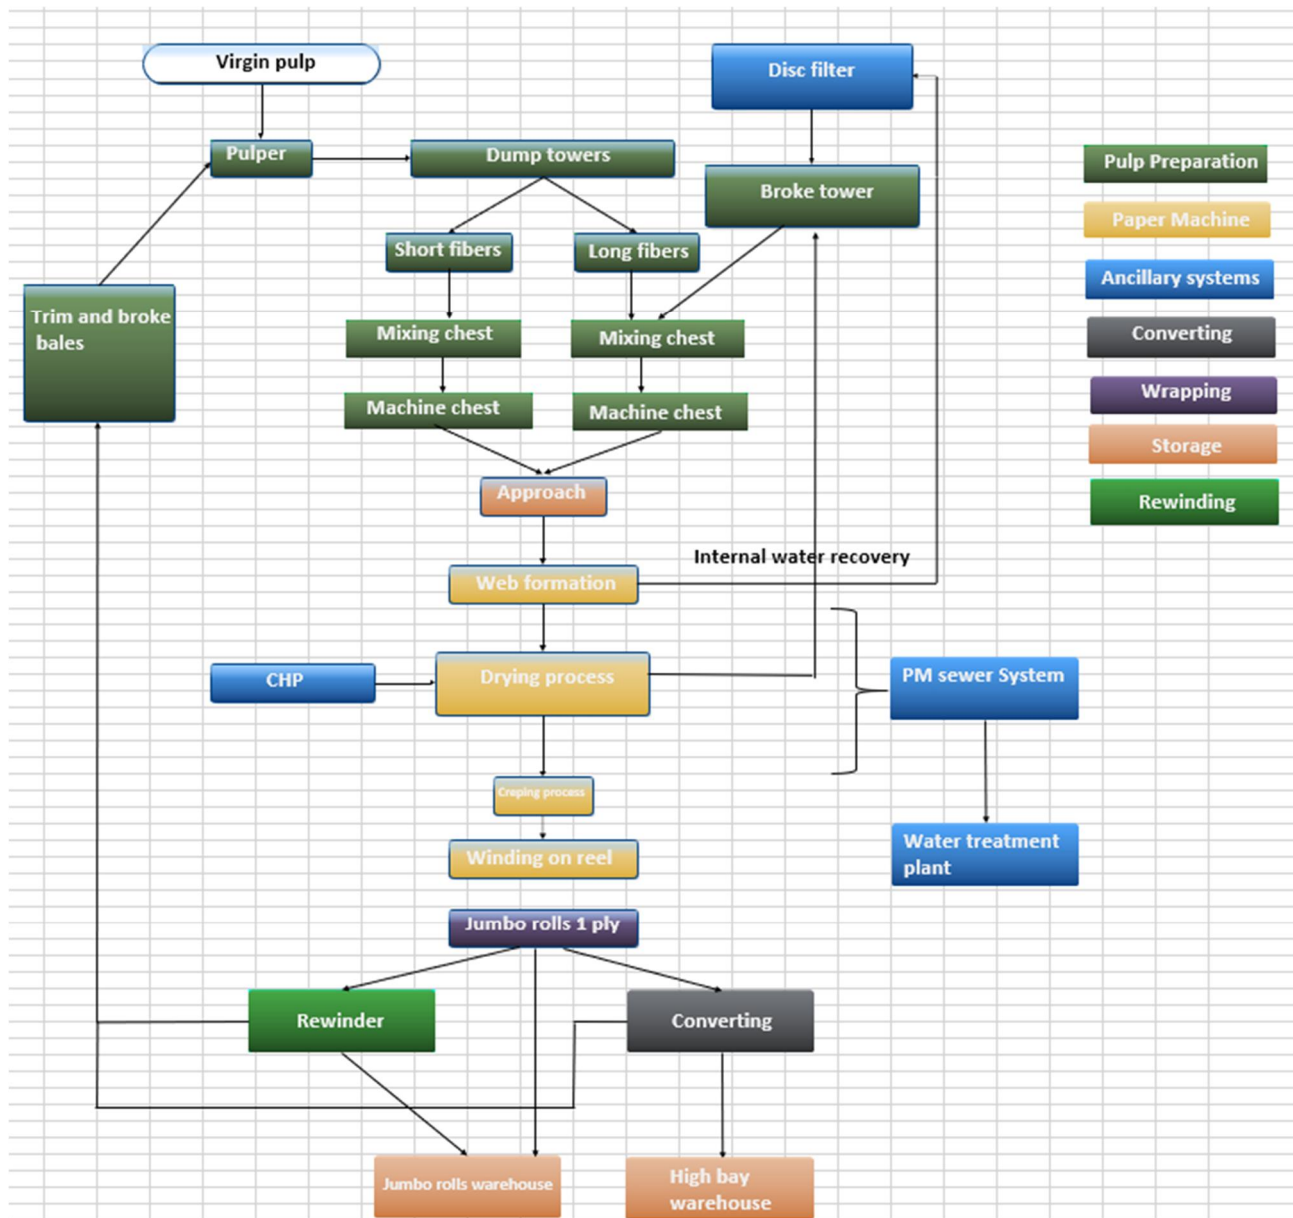 Virgin pulp
Disc filter
Pulper
Dump towers
Broke tower
Pulp Preparation
Paper Machine
Short fibers
Long fibers
Ancillary systems
Trim and broke
bales
Mixing chest
Mixing chest
Converting
Machine chest
Machine chest
Wrapping
Storage
Approach
Rewinding
Internal water recovery
Web formation
CHP
Drying process
PM sewer System
Creping process
Winding on reel
Water treatment
plant
Jumbo rolls 1 ply
Rewinder
Converting
Jumbo rolls warehouse
High bay
warehouse